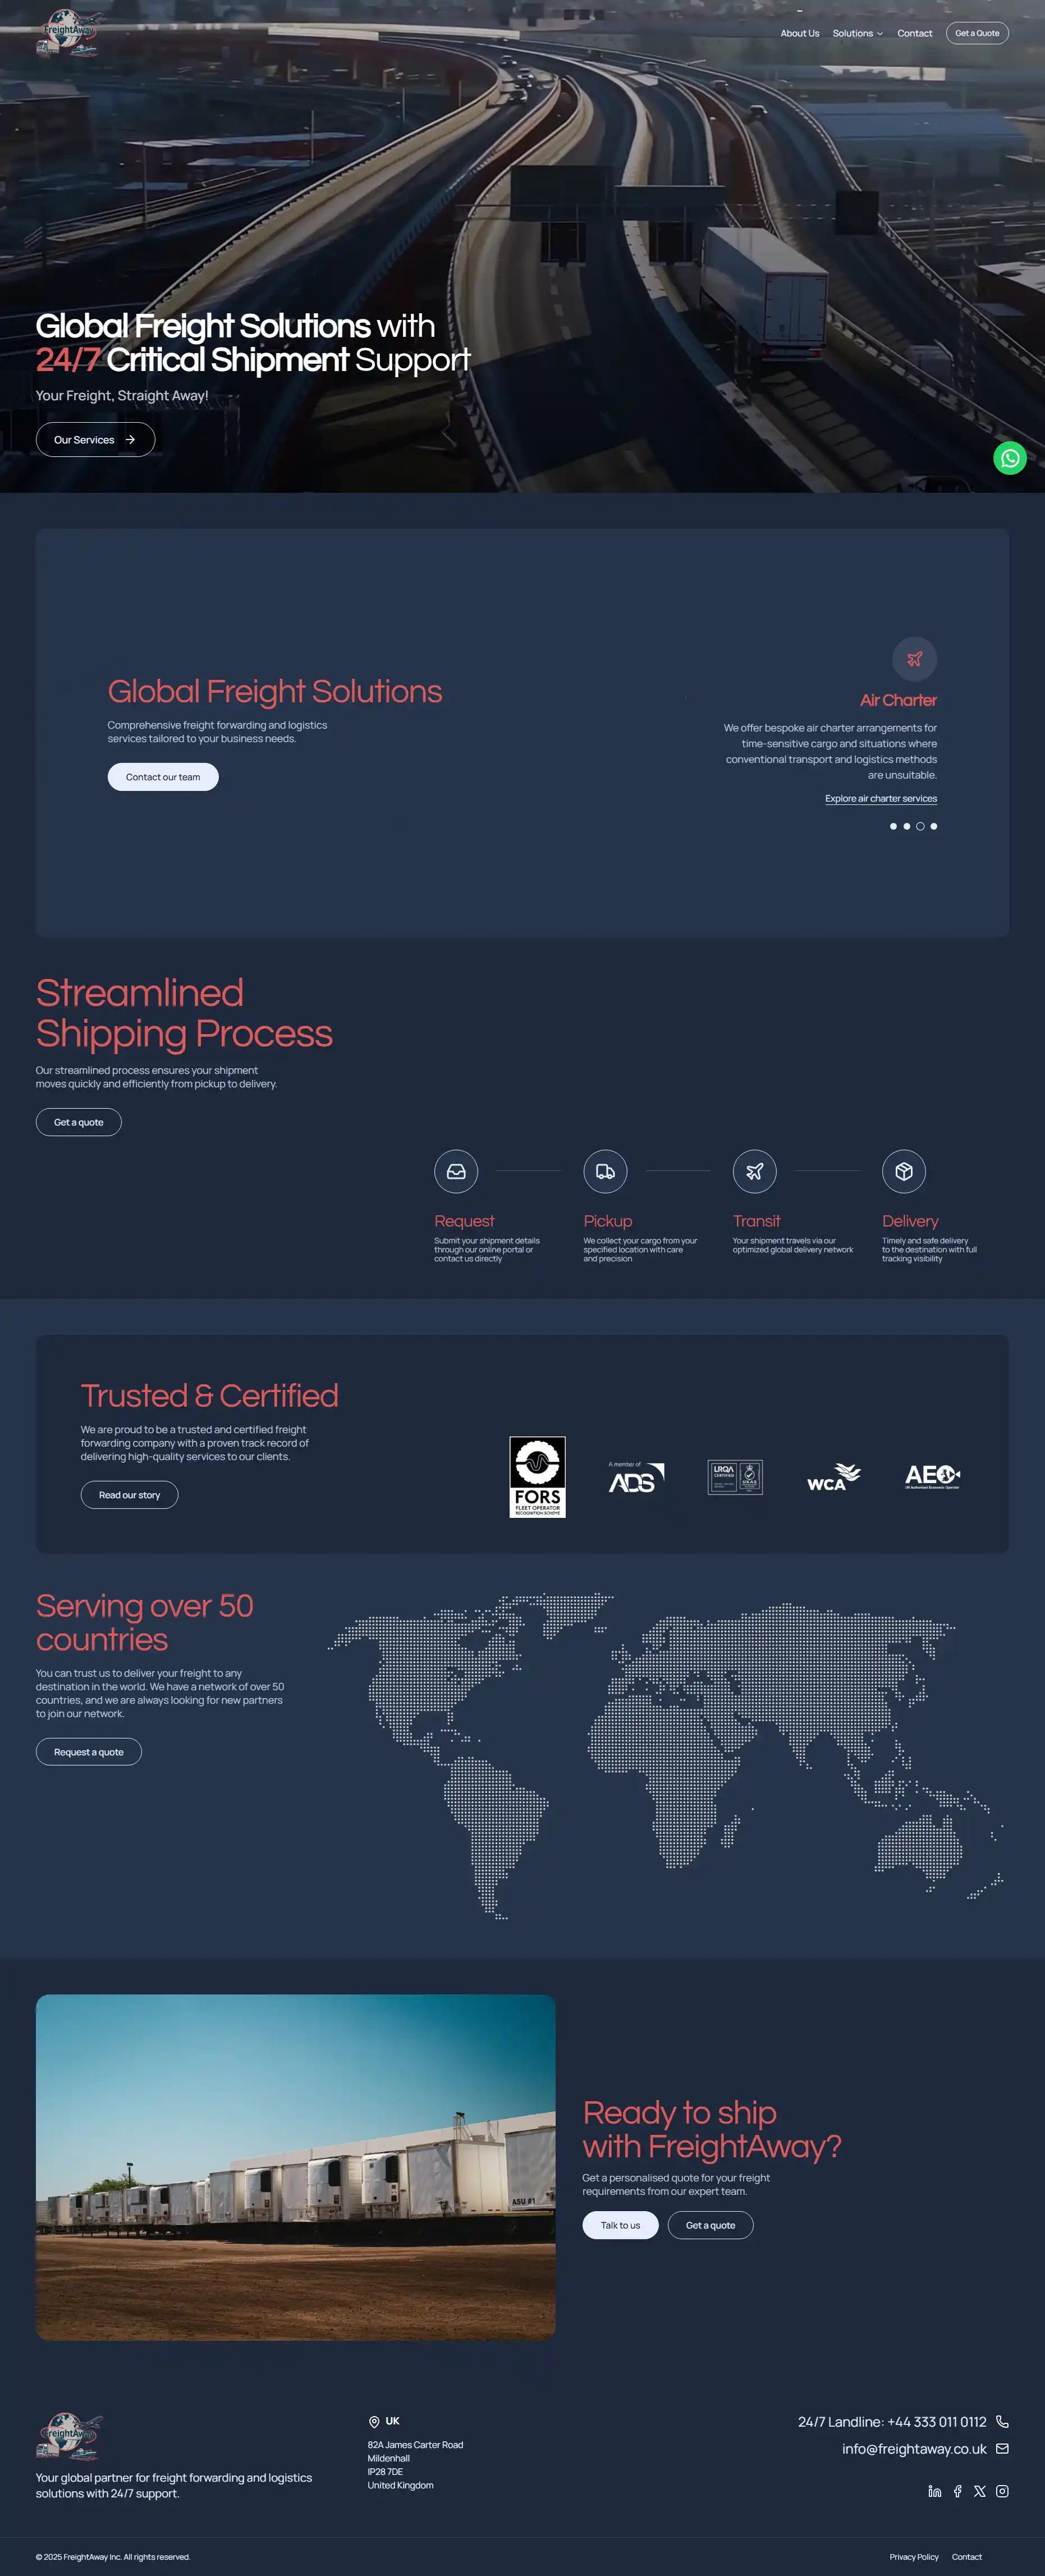 FreightAway
About Us
Solutions
Contact
Get a Quote
Global Freight Solutions with
24/7 Critical Shipment Support
Your Freight, Straight Away!
Our Services
Global Freight Solutions
Comprehensive freight forwarding and logistics
services tailored to your business needs.
Contact our team
Air Charter
We offer bespoke air charter arrangements for
time-sensitive cargo and situations where
conventional transport and logistics methods
are unsuitable.
Explore air charter services
Streamlined
Shipping Process
Our streamlined process ensures your shipment
moves quickly and efficiently from pickup to delivery.
Get a quote
Request
Submit your shipment details
through our online portal or
contact us directly
Pickup
We collect your cargo from your
specified location with care
and precision
Transit
Your shipment travels via our
optimized global delivery network
Delivery
Timely and safe delivery
to the destination with full
tracking visibility
Trusted & Certified
We are proud to be a trusted and certified freight
forwarding company with a proven track record of
delivering high-quality services to our clients.
Read our story
FORS
FLEET OPERATOR
RECOGNITION SCHEME
A member of
ADS
LRQA
CERTIFIED
UKAS
WCA
AEO
UK Authorised Economic Operator
Serving over 50
countries
You can trust us to deliver your freight to any
destination in the world. We have a network of over 50
countries, and we are always looking for new partners
to join our network.
Request a quote
ASU #1
Ready to ship
with FreightAway?
Get a personalised quote for your freight
requirements from our expert team.
Talk to us
Get a quote
FreightAway
Your global partner for freight forwarding and logistics
solutions with 24/7 support.
UK
82A James Carter Road
Mildenhall
IP28 7DE
United Kingdom
24/7 Landline: +44 333 011 0112
info@freightaway.co.uk
© 2025 FreightAway Inc. All rights reserved.
Privacy Policy
Contact